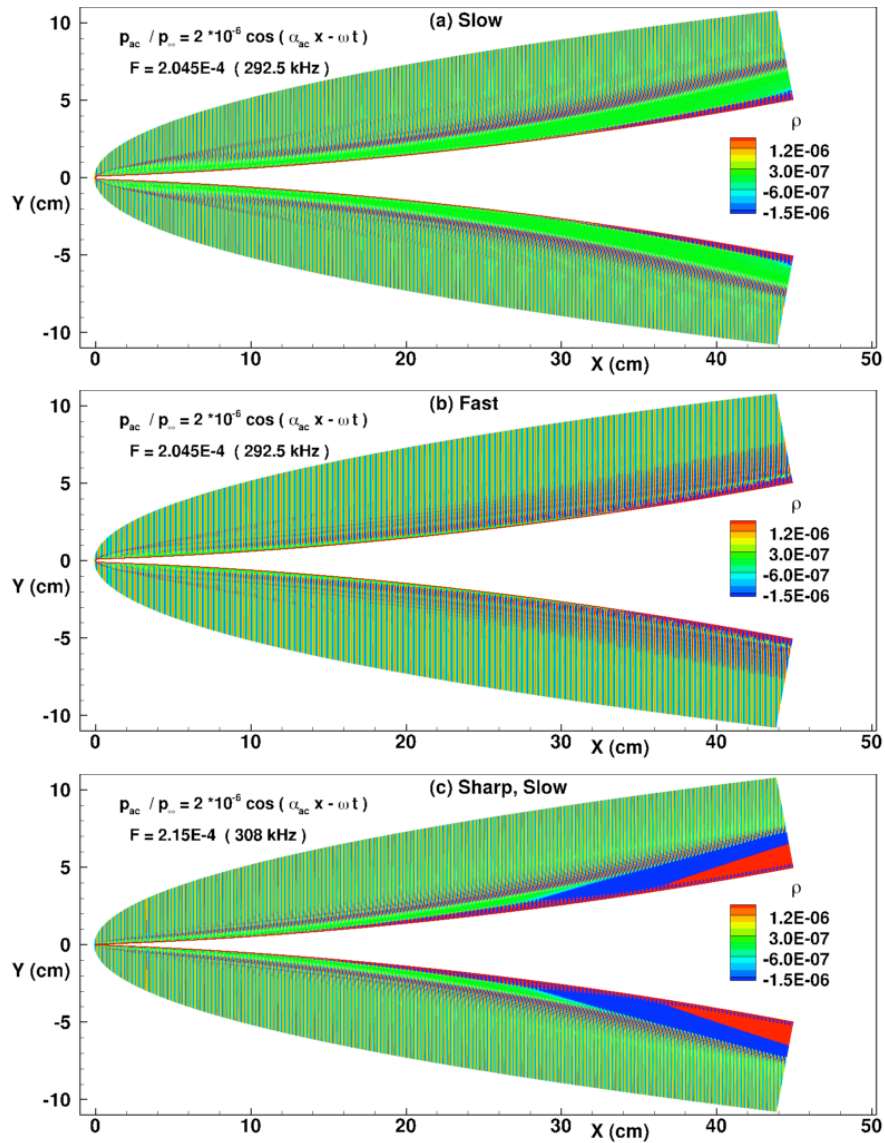 (a) Slow
p_ac / p_∞ = 2 *10^-6 cos ( α_ac x - ω t )
F = 2.045E-4 ( 292.5 kHz )
10
5
0
-5
-10
Y (cm)
ρ
1.2E-06
3.0E-07
-6.0E-07
-1.5E-06
0 10 20 30 40 50
X (cm)
(b) Fast
p_ac / p_∞ = 2 *10^-6 cos ( α_ac x - ω t )
F = 2.045E-4 ( 292.5 kHz )
10
5
0
-5
-10
Y (cm)
ρ
1.2E-06
3.0E-07
-6.0E-07
-1.5E-06
0 10 20 30 40 50
X (cm)
(c) Sharp, Slow
p_ac / p_∞ = 2 *10^-6 cos ( α_ac x - ω t )
F = 2.15E-4 ( 308 kHz )
10
5
0
-5
-10
Y (cm)
ρ
1.2E-06
3.0E-07
-6.0E-07
-1.5E-06
0 10 20 30 40 50
X (cm)